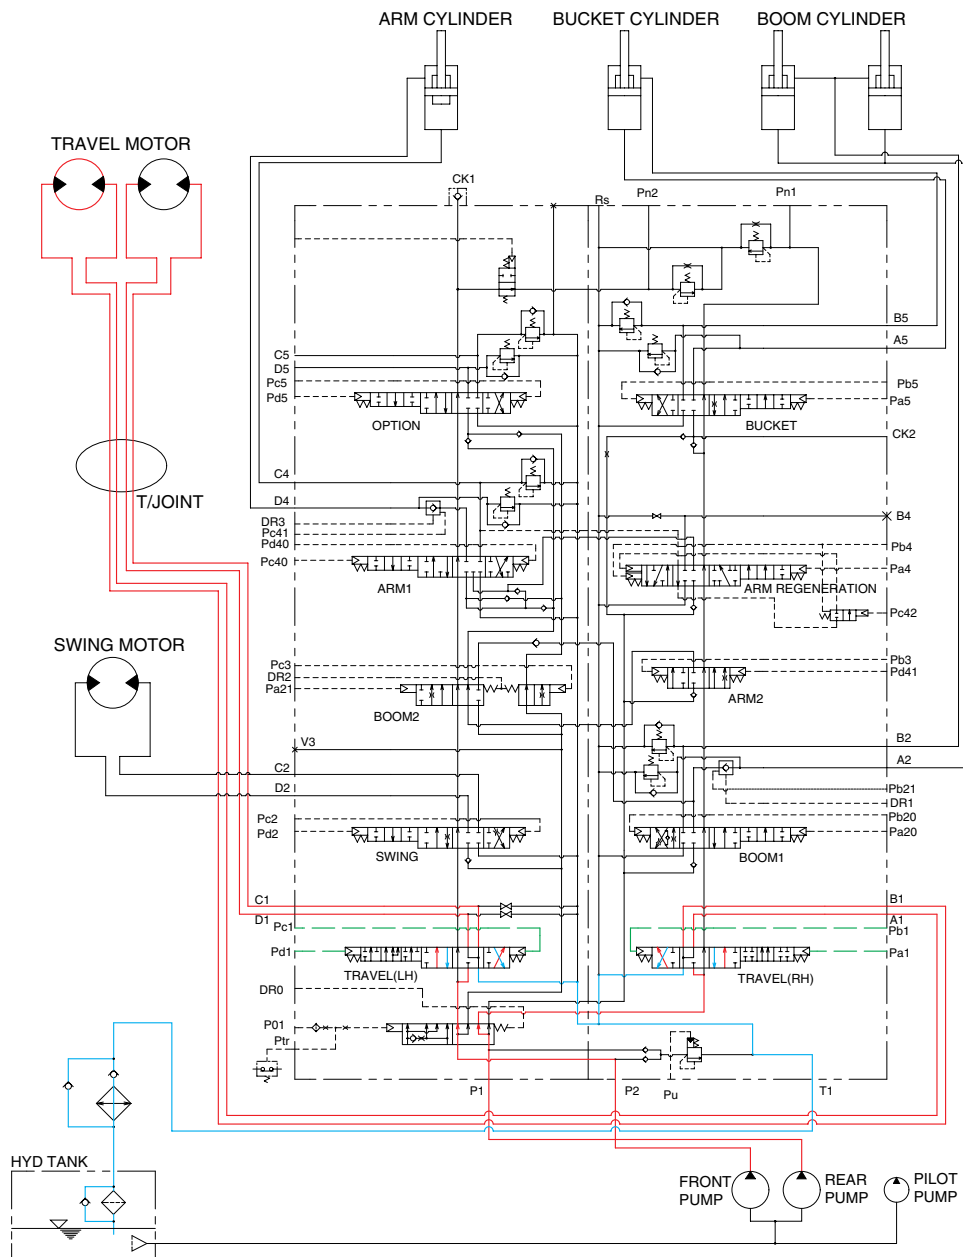 ARM CYLINDER
BUCKET CYLINDER
BOOM CYLINDER
TRAVEL MOTOR
CK1
Rs
Pn2
Pn1
B5
C5
A5
D5
Pc5
Pb5
Pd5
Pa5
OPTION
BUCKET
CK2
T/JOINT
C4
D4
B4
DR3
Pc41
Pd40
Pb4
Pc40
Pa4
ARM1
ARM REGENERATION
Pc42
SWING MOTOR
Pc3
Pb3
DR2
Pd41
Pa21
ARM2
BOOM2
V3
B2
C2
A2
D2
Pb21
DR1
Pc2
Pb20
Pd2
Pa20
SWING
BOOM1
C1
B1
D1
A1
Pc1
Pb1
Pd1
Pa1
TRAVEL(LH)
TRAVEL(RH)
DR0
P01
Ptr
P1
P2
Pu
T1
HYD TANK
FRONT PUMP
REAR PUMP
PILOT PUMP